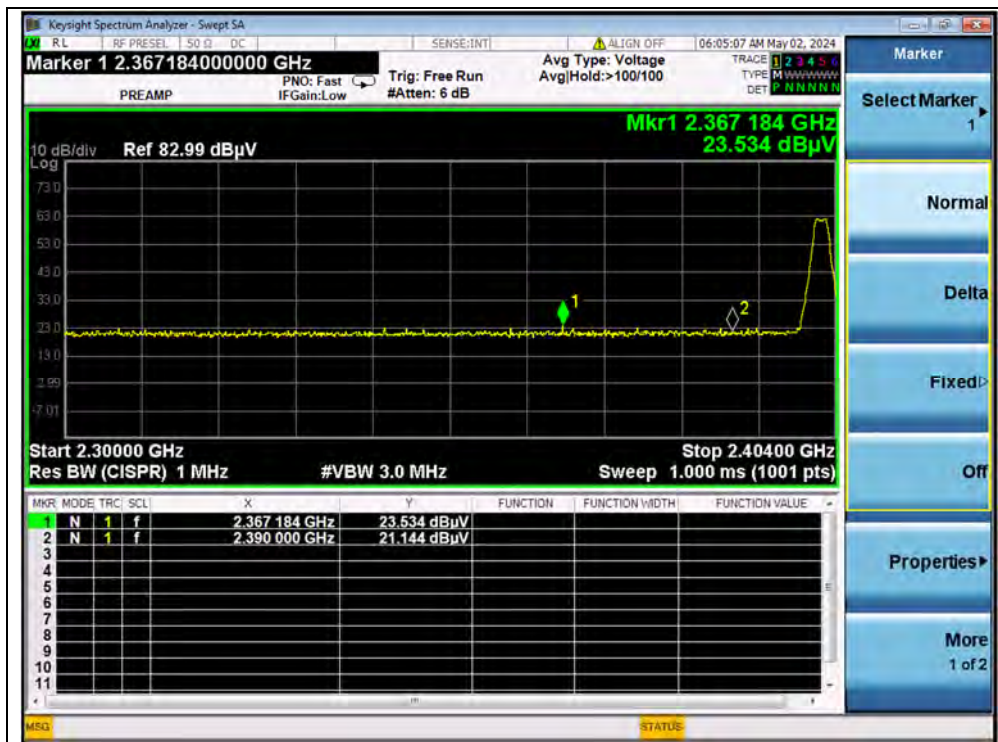 Keysight Spectrum Analyzer - Swept SA
LXI RL RF PRESEL 50 Ω DC SENSE:INT ALIGN OFF 06:05:07 AM May 02, 2024
Marker 1 2.367184000000 GHz
PREAMP
PNO: Fast
IFGain:Low
Trig: Free Run
#Atten: 6 dB
Avg Type: Voltage
Avg|Hold:>100/100
TRACE 1 2 3 4 5 6
TYPE M WWWWW
DET P N N N N N
Mkr1 2.367 184 GHz
23.534 dBµV
10 dB/div Ref 82.99 dBµV
Log
73.0
63.0
53.0
43.0
33.0
23.0
13.0
2.99
-7.01
1
2
Start 2.30000 GHz Stop 2.40400 GHz
Res BW (CISPR) 1 MHz #VBW 3.0 MHz Sweep 1.000 ms (1001 pts)
MKR MODE TRC SCL X Y FUNCTION FUNCTION WIDTH FUNCTION VALUE
1 N 1 f 2.367 184 GHz 23.534 dBµV
2 N 1 f 2.390 000 GHz 21.144 dBµV
3
4
5
6
7
8
9
10
11
MSG STATUS
Marker
Select Marker
1
Normal
Delta
Fixed
Off
Properties
More
1 of 2